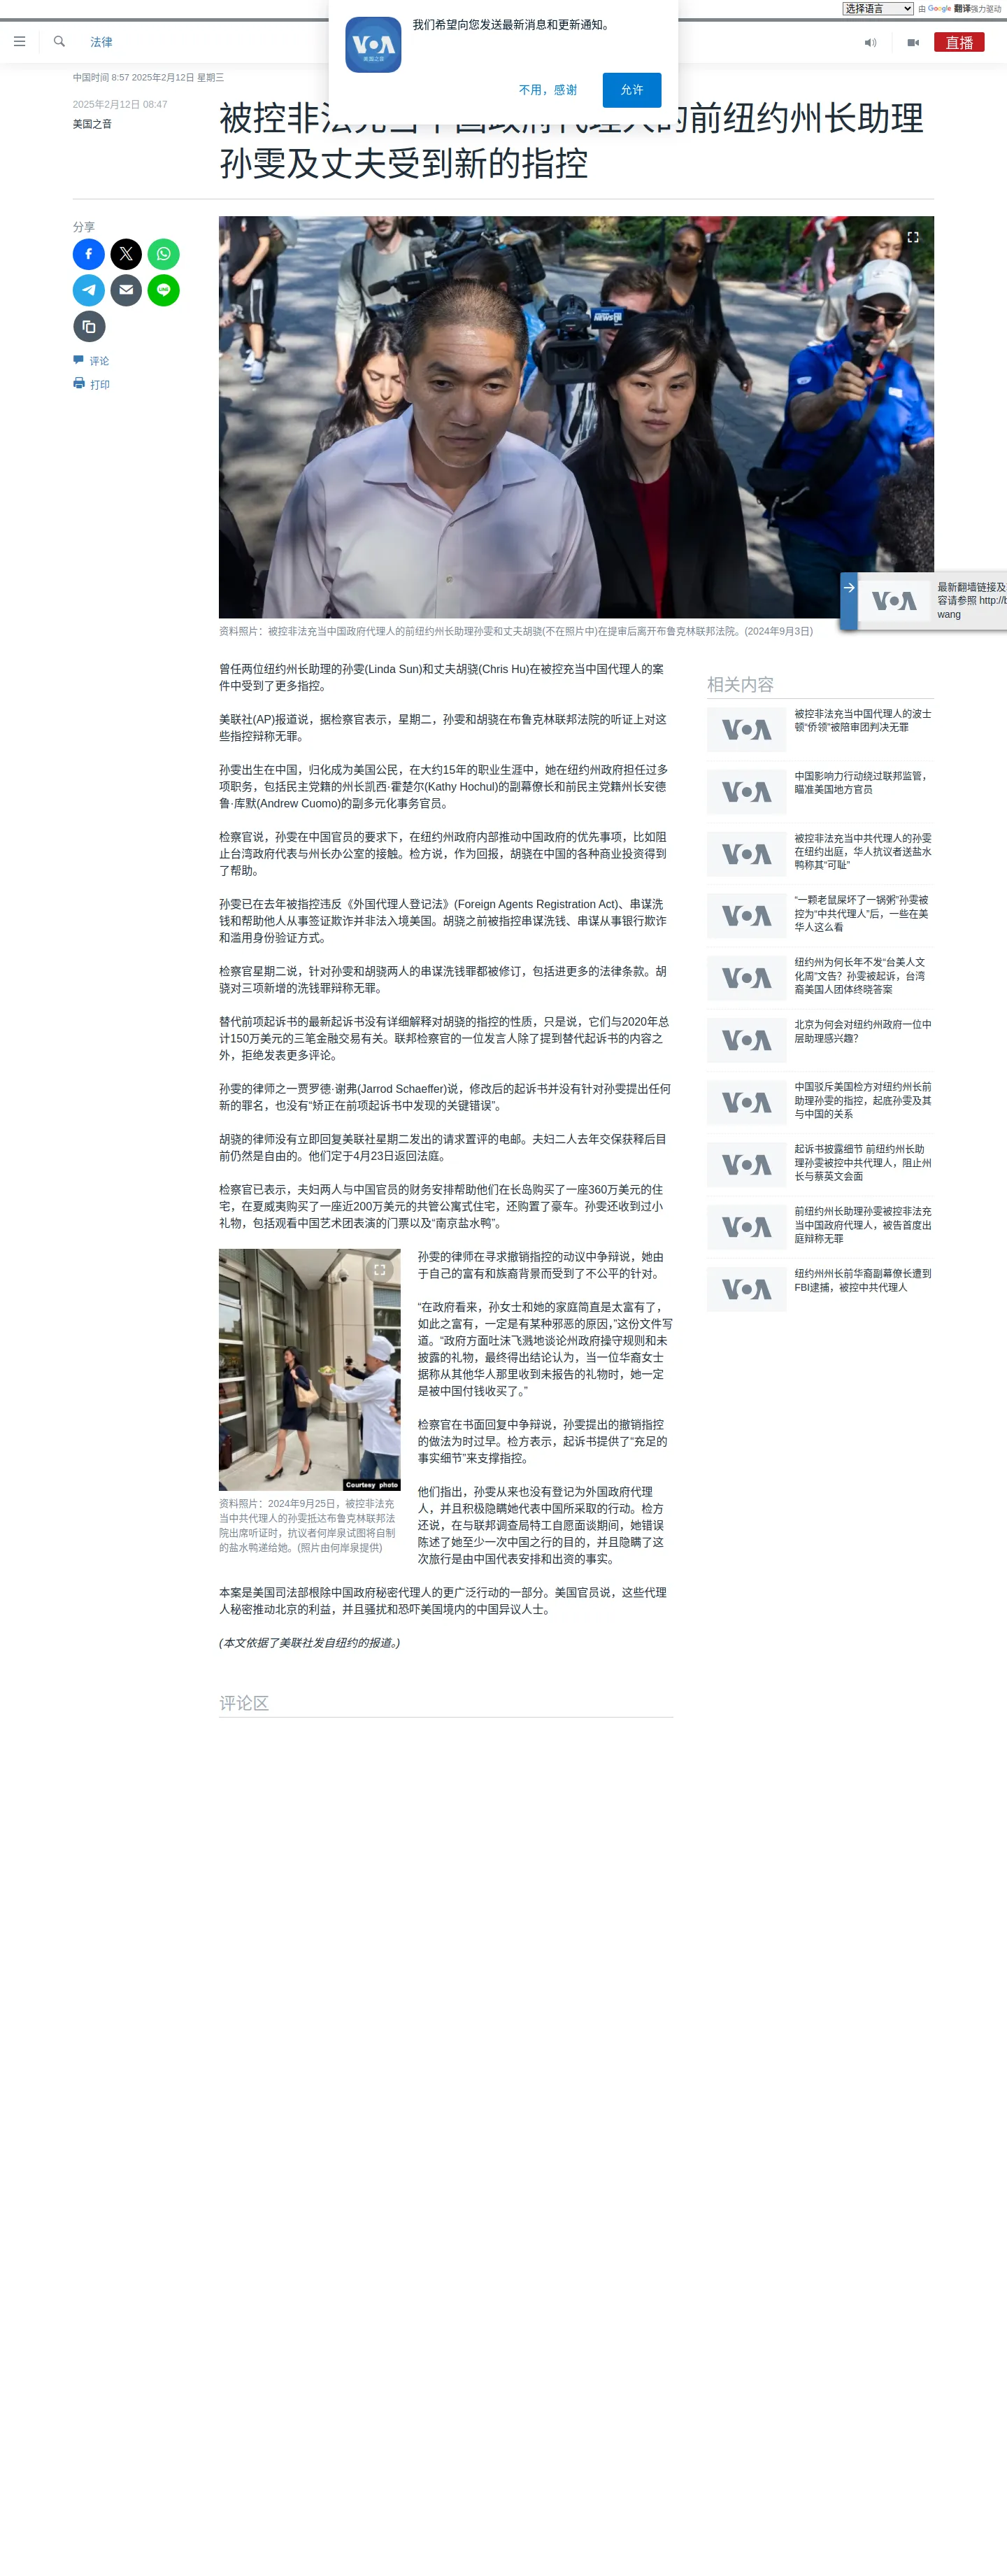 选择语言
由 Google 翻译强力驱动
我们希望向您发送最新消息和更新通知。
VOA
美国之音
不用，感谢
允许
法律
直播
中国时间 8:57 2025年2月12日 星期三
2025年2月12日 08:47
美国之音
被控非法充当中国政府代理人的前纽约州长助理
孙雯及丈夫受到新的指控
分享
LINE
评论
打印
资料照片：被控非法充当中国政府代理人的前纽约州长助理孙雯和丈夫胡骁(不在照片中)在提审后离开布鲁克林联邦法院。(2024年9月3日)
VOA
最新翻墙链接及
容请参照 http://b
wang
曾任两位纽约州长助理的孙雯(Linda Sun)和丈夫胡骁(Chris Hu)在被控充当中国代理人的案
件中受到了更多指控。
美联社(AP)报道说，据检察官表示，星期二，孙雯和胡骁在布鲁克林联邦法院的听证上对这
些指控辩称无罪。
孙雯出生在中国，归化成为美国公民，在大约15年的职业生涯中，她在纽约州政府担任过多
项职务，包括民主党籍的州长凯西·霍楚尔(Kathy Hochul)的副幕僚长和前民主党籍州长安德
鲁·库默(Andrew Cuomo)的副多元化事务官员。
检察官说，孙雯在中国官员的要求下，在纽约州政府内部推动中国政府的优先事项，比如阻
止台湾政府代表与州长办公室的接触。检方说，作为回报，胡骁在中国的各种商业投资得到
了帮助。
孙雯已在去年被指控违反《外国代理人登记法》(Foreign Agents Registration Act)、串谋洗
钱和帮助他人从事签证欺诈并非法入境美国。胡骁之前被指控串谋洗钱、串谋从事银行欺诈
和滥用身份验证方式。
检察官星期二说，针对孙雯和胡骁两人的串谋洗钱罪都被修订，包括进更多的法律条款。胡
骁对三项新增的洗钱罪辩称无罪。
替代前项起诉书的最新起诉书没有详细解释对胡骁的指控的性质，只是说，它们与2020年总
计150万美元的三笔金融交易有关。联邦检察官的一位发言人除了提到替代起诉书的内容之
外，拒绝发表更多评论。
孙雯的律师之一贾罗德·谢弗(Jarrod Schaeffer)说，修改后的起诉书并没有针对孙雯提出任何
新的罪名，也没有“矫正在前项起诉书中发现的关键错误”。
胡骁的律师没有立即回复美联社星期二发出的请求置评的电邮。夫妇二人去年交保获释后目
前仍然是自由的。他们定于4月23日返回法庭。
检察官已表示，夫妇两人与中国官员的财务安排帮助他们在长岛购买了一座360万美元的住
宅，在夏威夷购买了一座近200万美元的共管公寓式住宅，还购置了豪车。孙雯还收到过小
礼物，包括观看中国艺术团表演的门票以及“南京盐水鸭”。
Courtesy photo
资料照片：2024年9月25日，被控非法充
当中共代理人的孙雯抵达布鲁克林联邦法
院出席听证时，抗议者何岸泉试图将自制
的盐水鸭递给她。(照片由何岸泉提供)
孙雯的律师在寻求撤销指控的动议中争辩说，她由
于自己的富有和族裔背景而受到了不公平的针对。
“在政府看来，孙女士和她的家庭简直是太富有了，
如此之富有，一定是有某种邪恶的原因，”这份文件写
道。“政府方面吐沫飞溅地谈论州政府操守规则和未
披露的礼物，最终得出结论认为，当一位华裔女士
据称从其他华人那里收到未报告的礼物时，她一定
是被中国付钱收买了。”
检察官在书面回复中争辩说，孙雯提出的撤销指控
的做法为时过早。检方表示，起诉书提供了“充足的
事实细节”来支撑指控。
他们指出，孙雯从来也没有登记为外国政府代理
人，并且积极隐瞒她代表中国所采取的行动。检方
还说，在与联邦调查局特工自愿面谈期间，她错误
陈述了她至少一次中国之行的目的，并且隐瞒了这
次旅行是由中国代表安排和出资的事实。
本案是美国司法部根除中国政府秘密代理人的更广泛行动的一部分。美国官员说，这些代理
人秘密推动北京的利益，并且骚扰和恐吓美国境内的中国异议人士。
(本文依据了美联社发自纽约的报道。)
评论区
相关内容
VOA
被控非法充当中国代理人的波士
顿“侨领”被陪审团判决无罪
VOA
中国影响力行动绕过联邦监管，
瞄准美国地方官员
VOA
被控非法充当中共代理人的孙雯
在纽约出庭，华人抗议者送盐水
鸭称其“可耻”
VOA
“一颗老鼠屎坏了一锅粥”孙雯被
控为“中共代理人”后，一些在美
华人这么看
VOA
纽约州为何长年不发“台美人文
化周”文告？孙雯被起诉，台湾
裔美国人团体终晓答案
VOA
北京为何会对纽约州政府一位中
层助理感兴趣？
VOA
中国驳斥美国检方对纽约州长前
助理孙雯的指控，起底孙雯及其
与中国的关系
VOA
起诉书披露细节 前纽约州长助
理孙雯被控中共代理人，阻止州
长与蔡英文会面
VOA
前纽约州长助理孙雯被控非法充
当中国政府代理人，被告首度出
庭辩称无罪
VOA
纽约州州长前华裔副幕僚长遭到
FBI逮捕，被控中共代理人